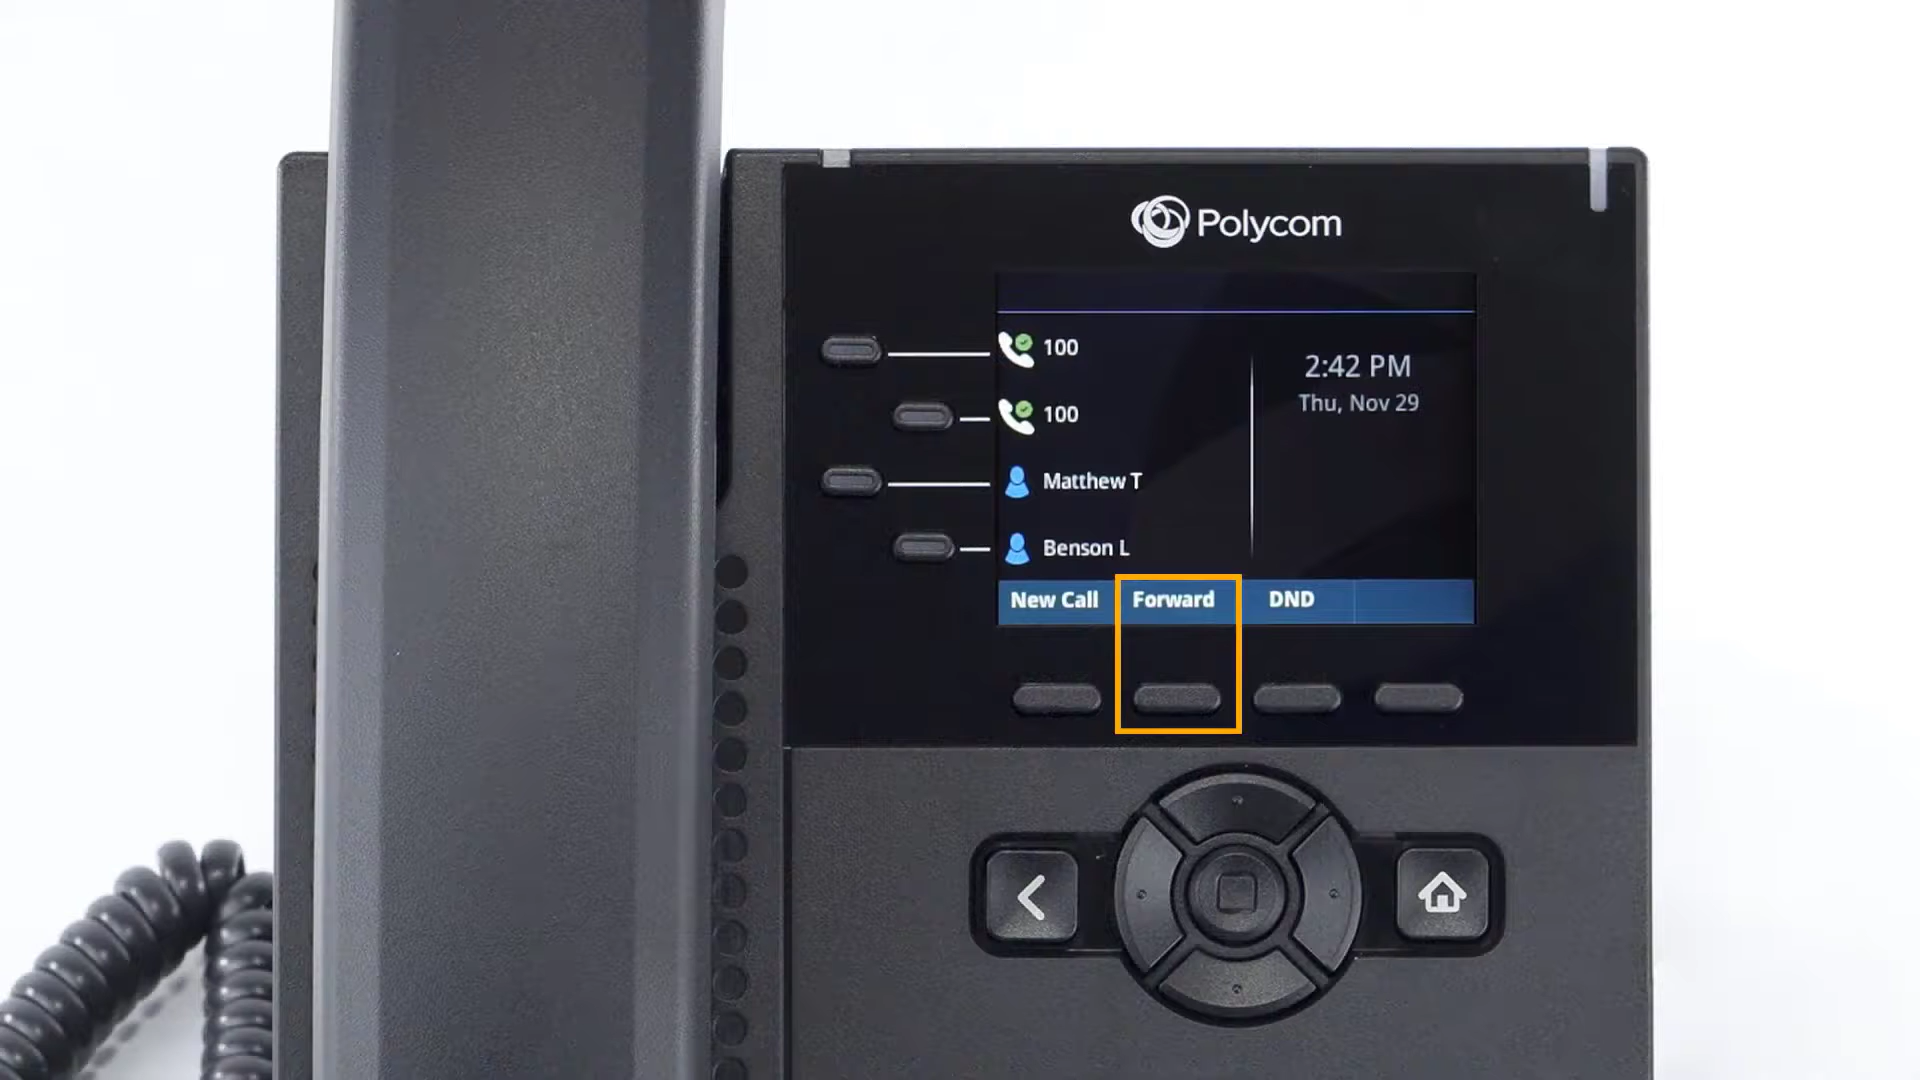 Polycom
100
100
Matthew T
Benson L
2:42 PM
Thu, Nov 29
New Call Forward DND